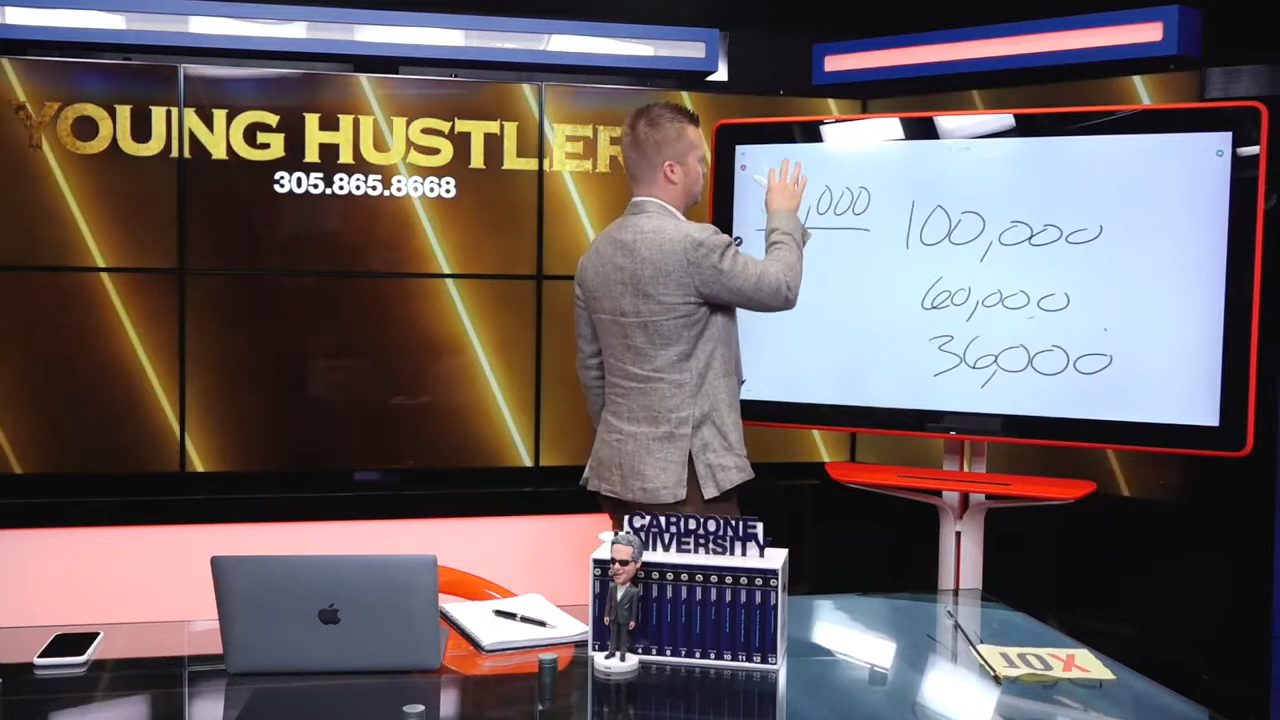 YOUNG HUSTLER
305.865.8668
,000
100,000
60,000
36,000
CARDONE
UNIVERSITY
10X